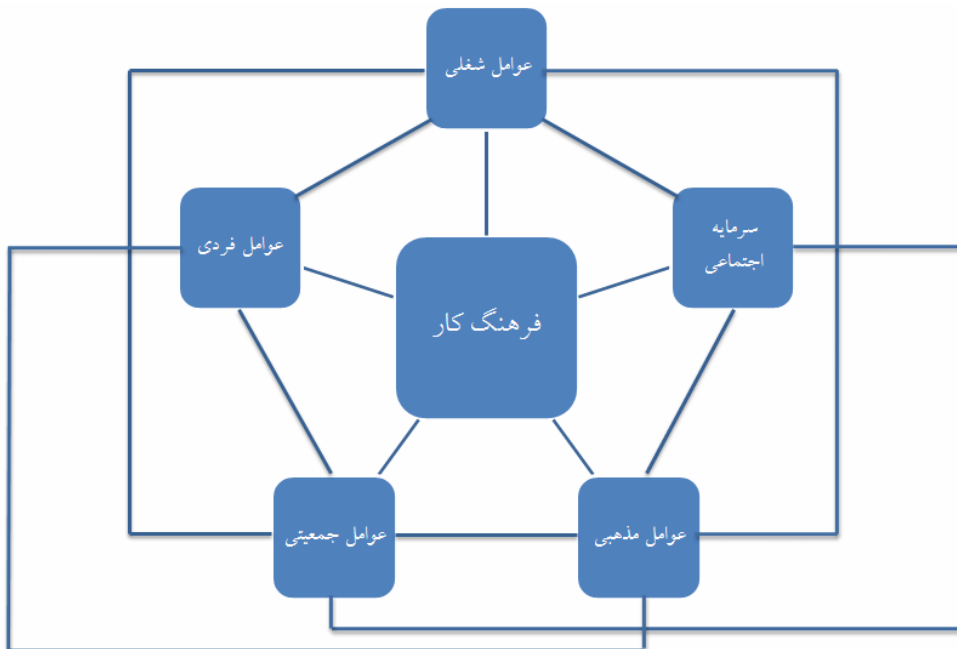 عوامل شغلی
سرمایه
اجتماعی
عوامل فردی
فرهنگ کار
عوامل مذهبی
عوامل جمعیتی